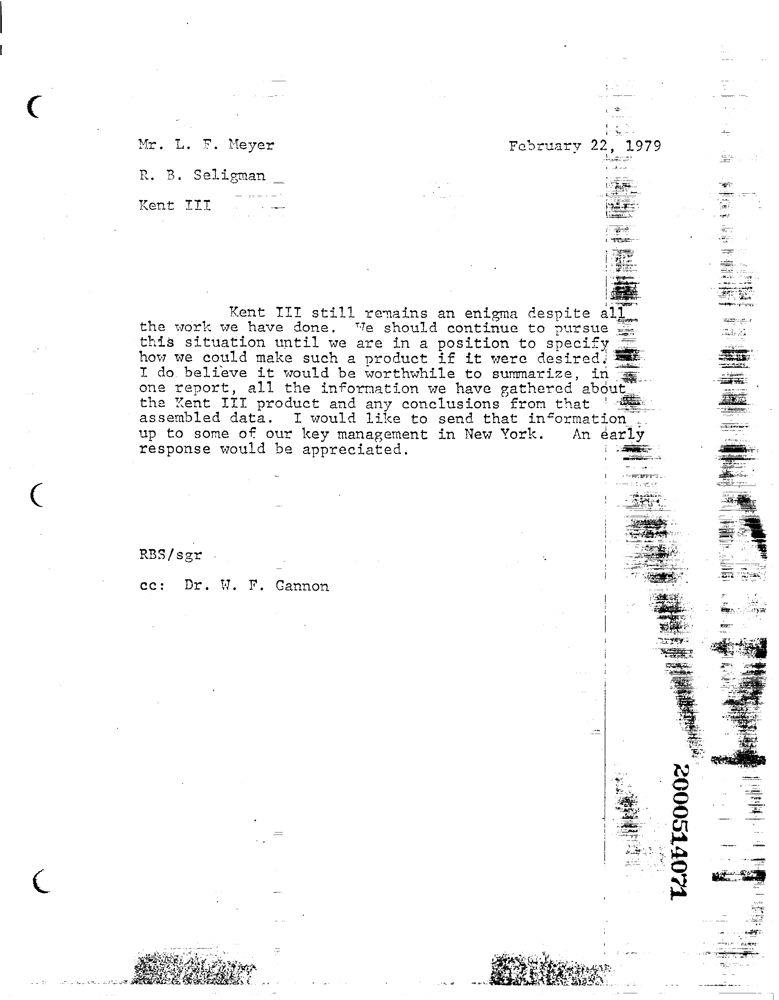 Mr. L. F. Meyer February 22, 1979
R. B. Seligman
Kent III
Kent III still remains an enigma despite all
the work we have done. We should continue to pursue
this situation until we are in a position to specify
how we could make such a product if it were desired.
I do believe it would be worthwhile to summarize, in
one report, all the information we have gathered about
the Kent III product and any conclusions from that
assembled data. I would like to send that information
up to some of our key management in New York. An early
response would be appreciated.
RBS/sgr
cc: Dr. W. F. Gannon
2000514071